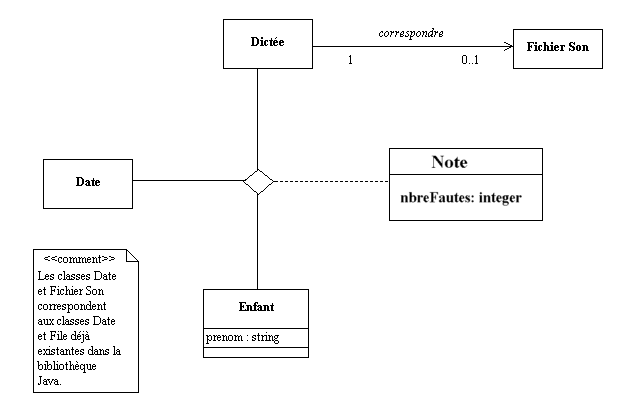 Dictée
correspondre
1
0..1
Fichier Son
Date
Note
nbreFautes: integer
<<comment>>
Les classes Date
et Fichier Son
correspondent
aux classes Date
et File déjà
existantes dans la
bibliothèque
Java.
Enfant
prenom : string